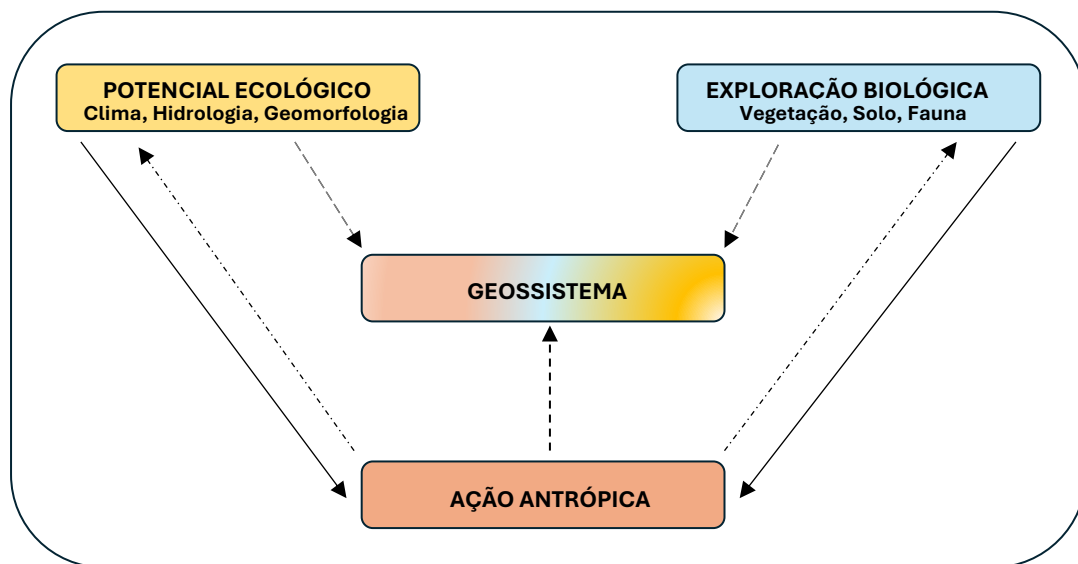 POTENCIAL ECOLÓGICO
Clima, Hidrologia, Geomorfologia
EXPLORAÇÃO BIOLÓGICA
Vegetação, Solo, Fauna
GEOSSISTEMA
AÇÃO ANTRÓPICA